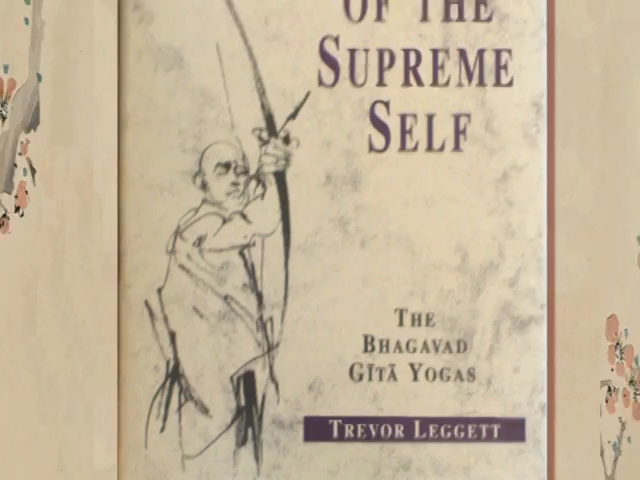 OF THE
SUPREME
SELF
THE
BHAGAVAD
GĪTĀ YOGAS
TREVOR LEGGETT